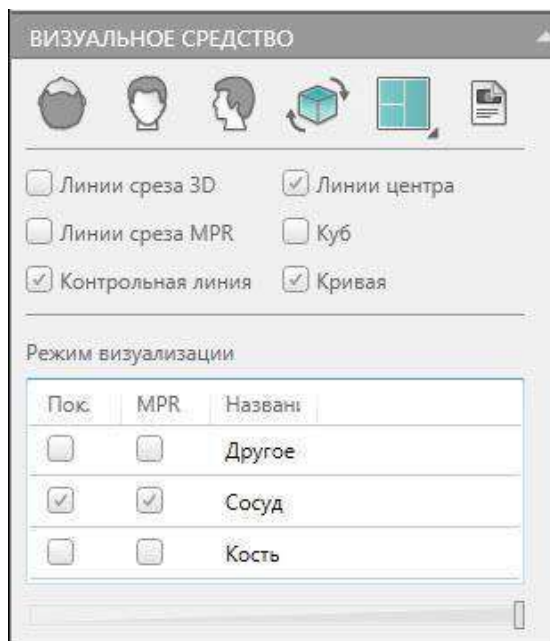 ВИЗУАЛЬНОЕ СРЕДСТВО
Линии среза 3D Линии центра
Линии среза MPR Куб
Контрольная линия Кривая
Режим визуализации
Пок. MPR Названи
Другое
Сосуд
Кость